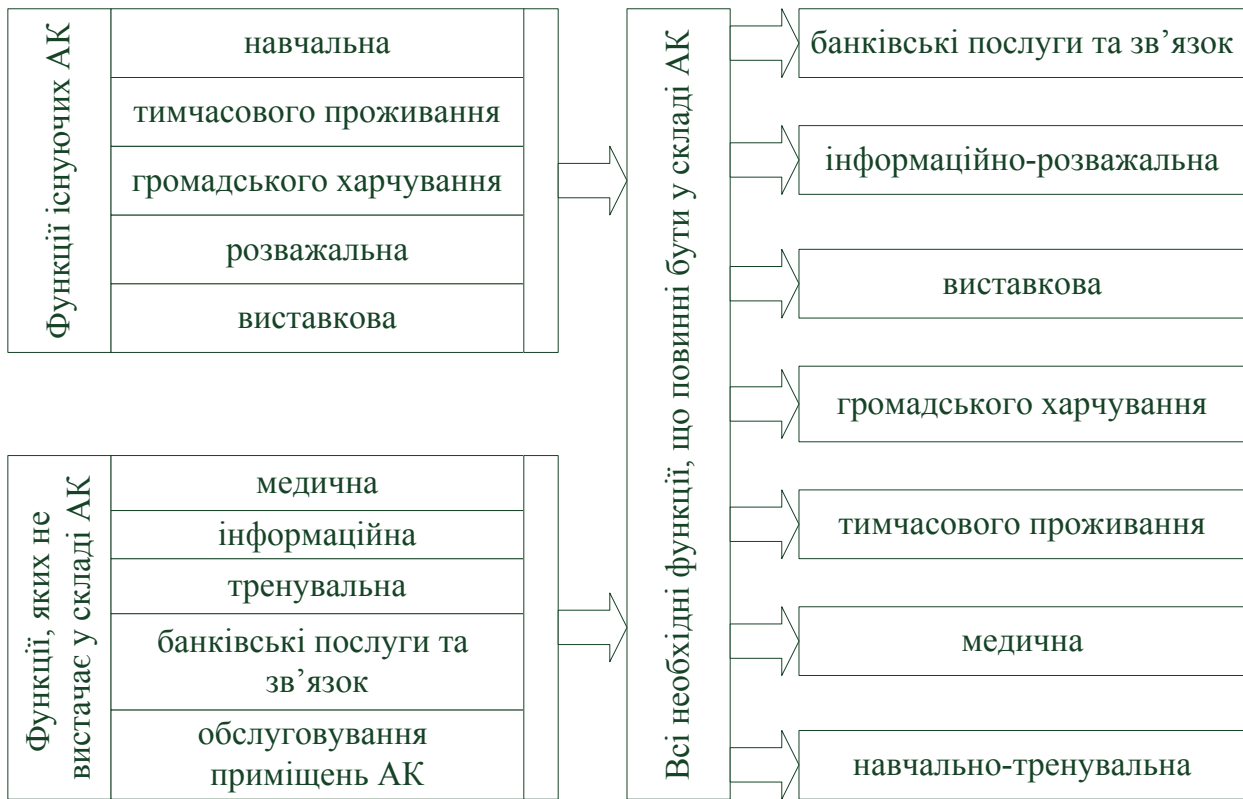 Функції існуючих АК
навчальна
тимчасового проживання
громадського харчування
розважальна
виставкова
Функції, яких не
вистачає у складі АК
медична
інформаційна
тренувальна
банківські послуги та
зв’язок
обслуговування
приміщень АК
Всі необхідні функції, що повинні бути у складі АК
банківські послуги та зв’язок
інформаційно-розважальна
виставкова
громадського харчування
тимчасового проживання
медична
навчально-тренувальна